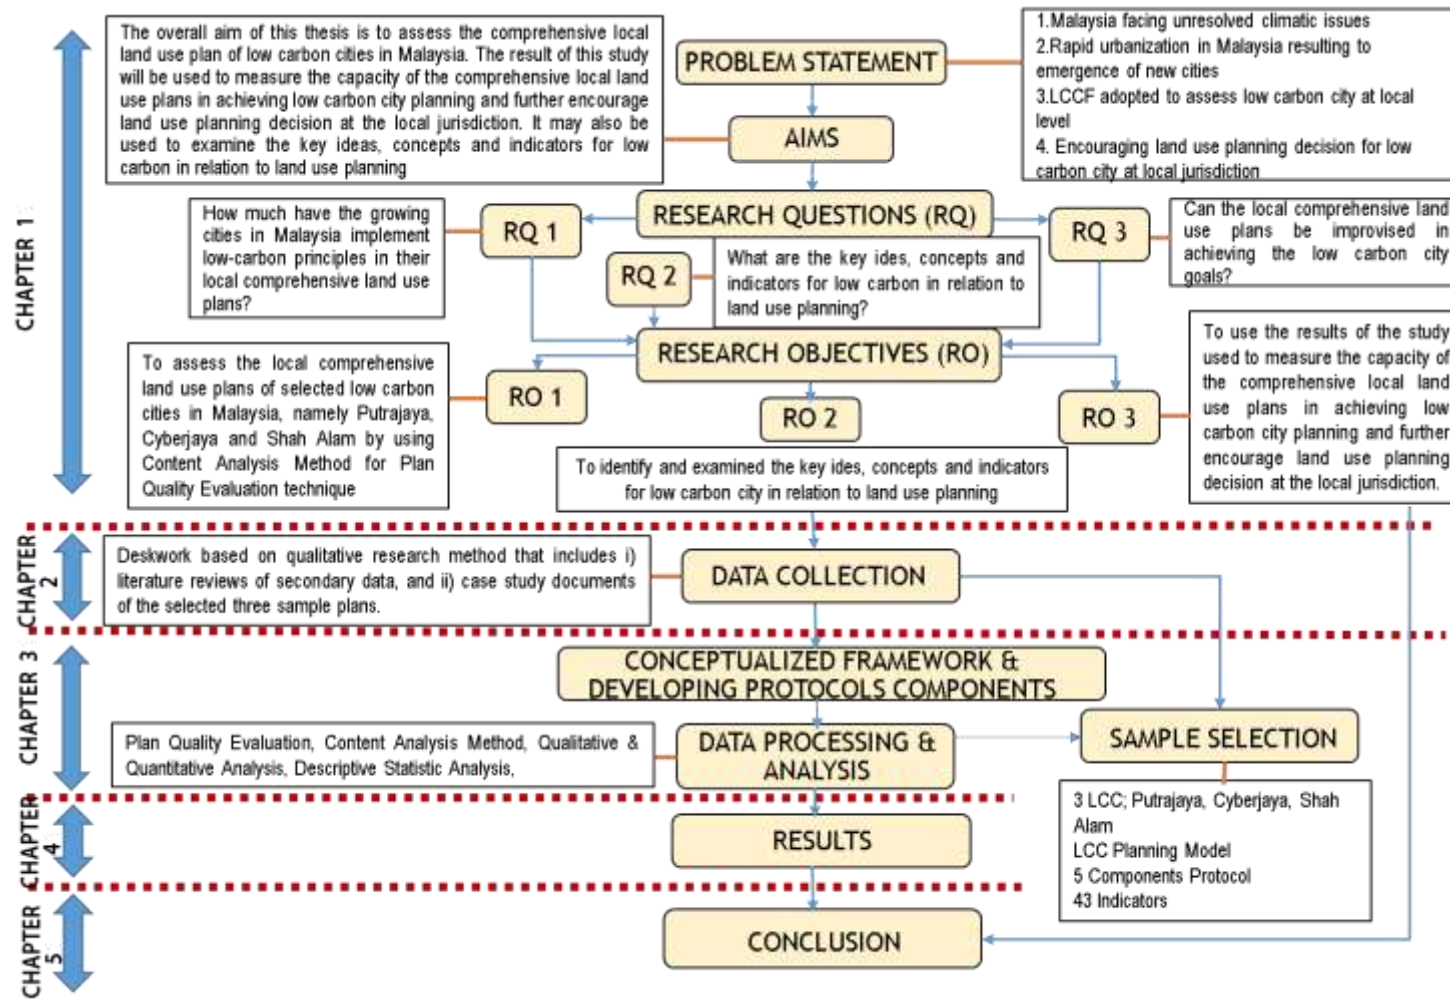 The overall aim of this thesis is to assess the comprehensive local
land use plan of low carbon cities in Malaysia. The result of this study
will be used to measure the capacity of the comprehensive local land
use plans in achieving low carbon city planning and further encourage
land use planning decision at the local jurisdiction. It may also be
used to examine the key ideas, concepts and indicators for low
carbon in relation to land use planning
PROBLEM STATEMENT
1.Malaysia facing unresolved climatic issues
2.Rapid urbanization in Malaysia resulting to
emergence of new cities
3.LCCF adopted to assess low carbon city at local
level
4. Encouraging land use planning decision for low
carbon city at local jurisdiction
AIMS
CHAPTER 1
RESEARCH QUESTIONS (RQ)
How much have the growing
cities in Malaysia implement
low-carbon principles in their
local comprehensive land use
plans?
RQ 1
RQ 2
What are the key ides, concepts and
indicators for low carbon in relation to
land use planning?
RQ 3
Can the local comprehensive land
use plans be improvised in
achieving the low carbon city
goals?
RESEARCH OBJECTIVES (RO)
To assess the local comprehensive
land use plans of selected low carbon
cities in Malaysia, namely Putrajaya,
Cyberjaya and Shah Alam by using
Content Analysis Method for Plan
Quality Evaluation technique
RO 1
RO 2
RO 3
To use the results of the study
used to measure the capacity of
the comprehensive local land
use plans in achieving low
carbon city planning and further
encourage land use planning
decision at the local jurisdiction.
To identify and examined the key ides, concepts and indicators
for low carbon city in relation to land use planning
CHAPTER
2
Deskwork based on qualitative research method that includes i)
literature reviews of secondary data, and ii) case study documents
of the selected three sample plans.
DATA COLLECTION
CHAPTER 3
CONCEPTUALIZED FRAMEWORK &
DEVELOPING PROTOCOLS COMPONENTS
Plan Quality Evaluation, Content Analysis Method, Qualitative &
Quantitative Analysis, Descriptive Statistic Analysis,
DATA PROCESSING &
ANALYSIS
SAMPLE SELECTION
3 LCC; Putrajaya, Cyberjaya, Shah
Alam
LCC Planning Model
5 Components Protocol
43 Indicators
CHAPTER
4
RESULTS
CHAPTER
5
CONCLUSION